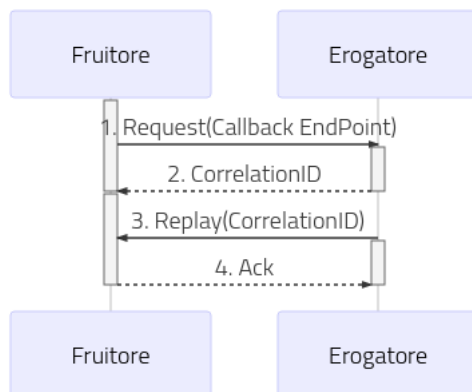 Fruitore Erogatore
1. Request(Callback EndPoint)
2. CorrelationID
3. Replay(CorrelationID)
4. Ack
Fruitore Erogatore